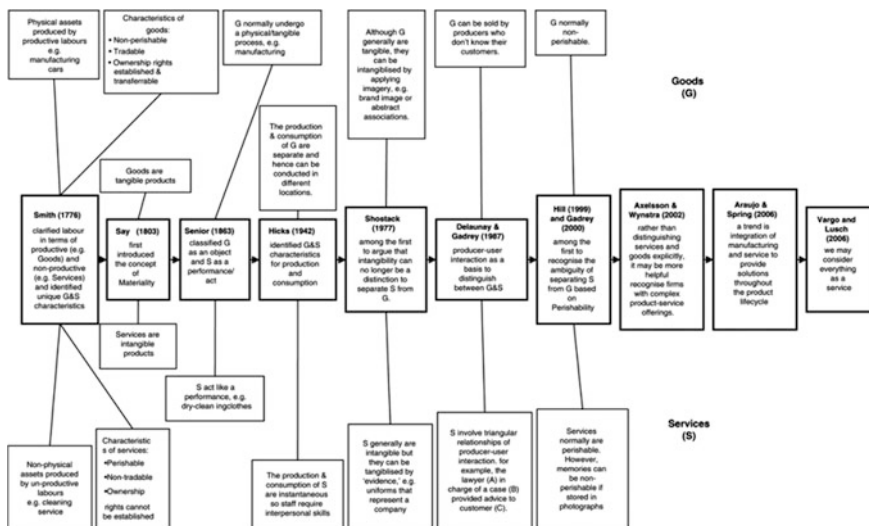 Physical assets
produced by
productive labours
e.g.
manufacturing
cars
Characteristics of
goods:
• Non-perishable
• Tradable
• Ownership rights
established &
transferrable
G normally undergo
a physical/tangible
process, e.g.
manufacturing
Although G
generally are
tangible, they
can be
intangiblised by
applying
imagery, e.g.
brand image or
abstract
associations.
G can be sold by
producers who
don't know their
customers.
G normally
non-
perishable.
Goods
(G)
The production
& consumption
of G are
separate and
hence can be
conducted in
different
locations.
Goods are
tangible products
Smith (1776)
clarified labour in
terms of
productive (e.g.
Goods) and
non-productive
(e.g. Services)
and identified
unique G&S
characteristics
Say (1803)
first
introduced the
concept of
Materiality
Senior (1863)
classified G
as an object
and S as a
performance/
act
Hicks (1942)
identified G&S
characteristics
for production
and
consumption
Shostack
(1977)
among the first
to argue that
intangibility can
no longer be a
distinction to
separate S from
G.
Delaunay &
Gadrey (1987)
producer-user
interaction as a
basis to
distinguish
between G&S
Hill (1999)
and Gadrey
(2000)
among the
first to
recognise the
ambiguity of
separating S
from G based
on
Perishability
Axelsson &
Wynstra (2002)
rather than
distinguishing
services and
goods explicitly,
it may be more
helpful
recognise firms
with complex
product-service
offerings.
Araujo &
Spring (2006)
a trend is
integration of
manufacturing
and service to
provide
solutions
throughout
the product
lifecycle
Vargo and
Lusch
(2006)
we may
consider
everything
as a
service
Services are
intangible
products
S act like a
performance, e.g.
dry-clean ingclothes
Services
(S)
Non-physical
assets produced
by un-productive
labours
e.g. cleaning
service
Characteristic
s of services:
•Perishable
•Non-tradable
•Ownership
rights cannot
be established
The production &
consumption of S are
instantaneous
so staff require
interpersonal skills
S generally are
intangible but
they can be
tangibilised by
‘evidence,’ e.g.
uniforms that
represent a
company
S involve triangular
relationships of
producer-user
interaction. for
example, the
lawyer (A) in
charge of a case (B)
provided advice to
customer (C).
Services
normally are
perishable.
However,
memories can
be non-
perishable if
stored in
photographs